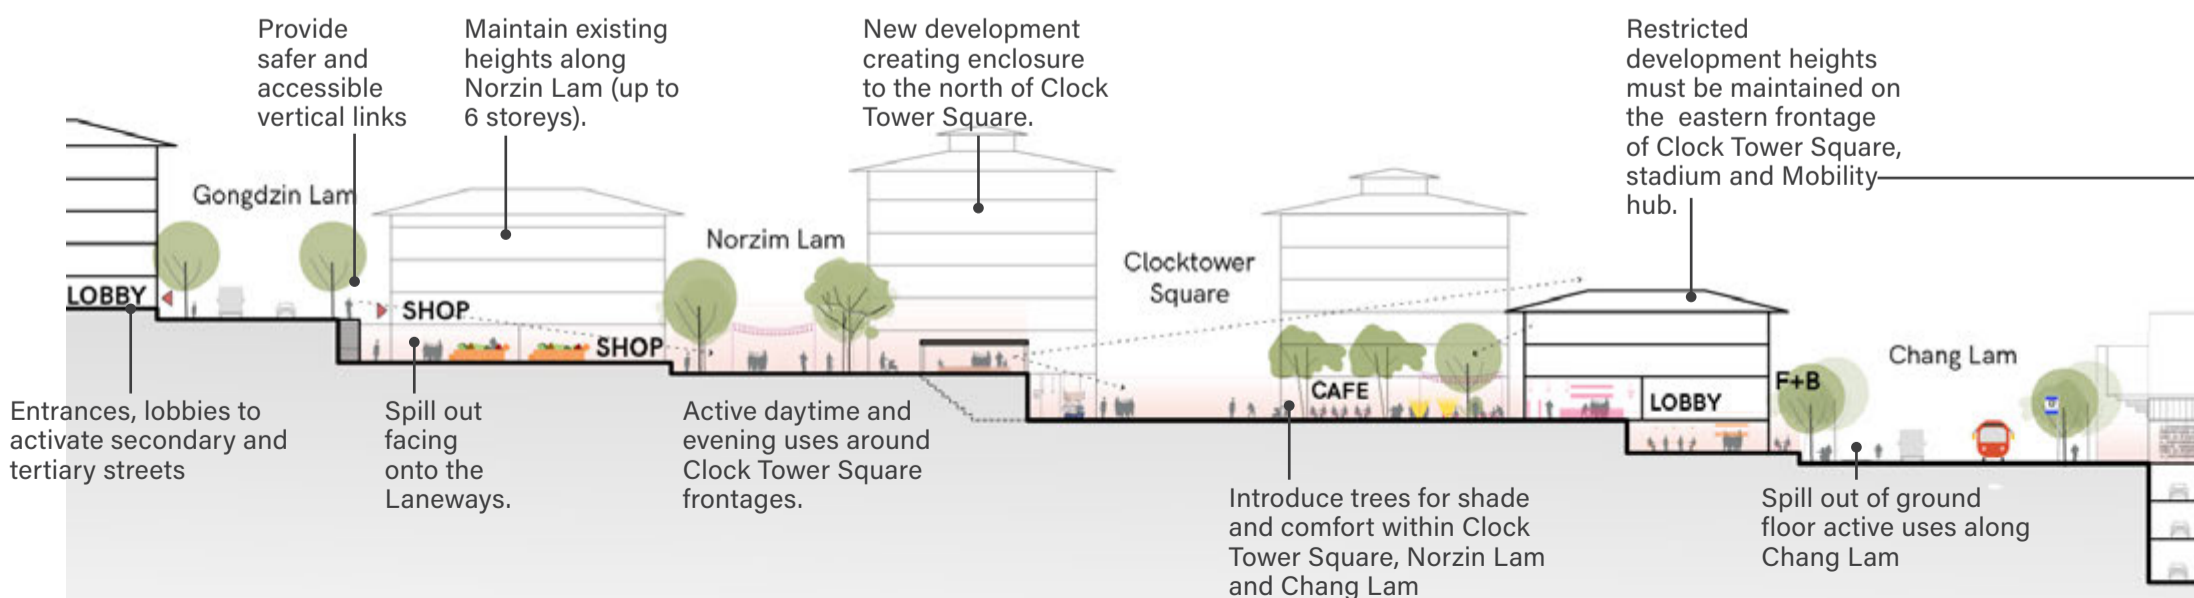 Provide
safer and
accessible
vertical links
Maintain existing
heights along
Norzin Lam (up to
6 storeys).
New development
creating enclosure
to the north of Clock
Tower Square.
Restricted
development heights
must be maintained on
the eastern frontage
of Clock Tower Square,
stadium and Mobility
hub.
Gongdzin Lam
Norzim Lam
Clocktower
Square
Chang Lam
LOBBY
SHOP
SHOP
CAFE
LOBBY
F+B
Entrances, lobbies to
activate secondary and
tertiary streets
Spill out
facing
onto the
Laneways.
Active daytime and
evening uses around
Clock Tower Square
frontages.
Introduce trees for shade
and comfort within Clock
Tower Square, Norzin Lam
and Chang Lam
Spill out of ground
floor active uses along
Chang Lam